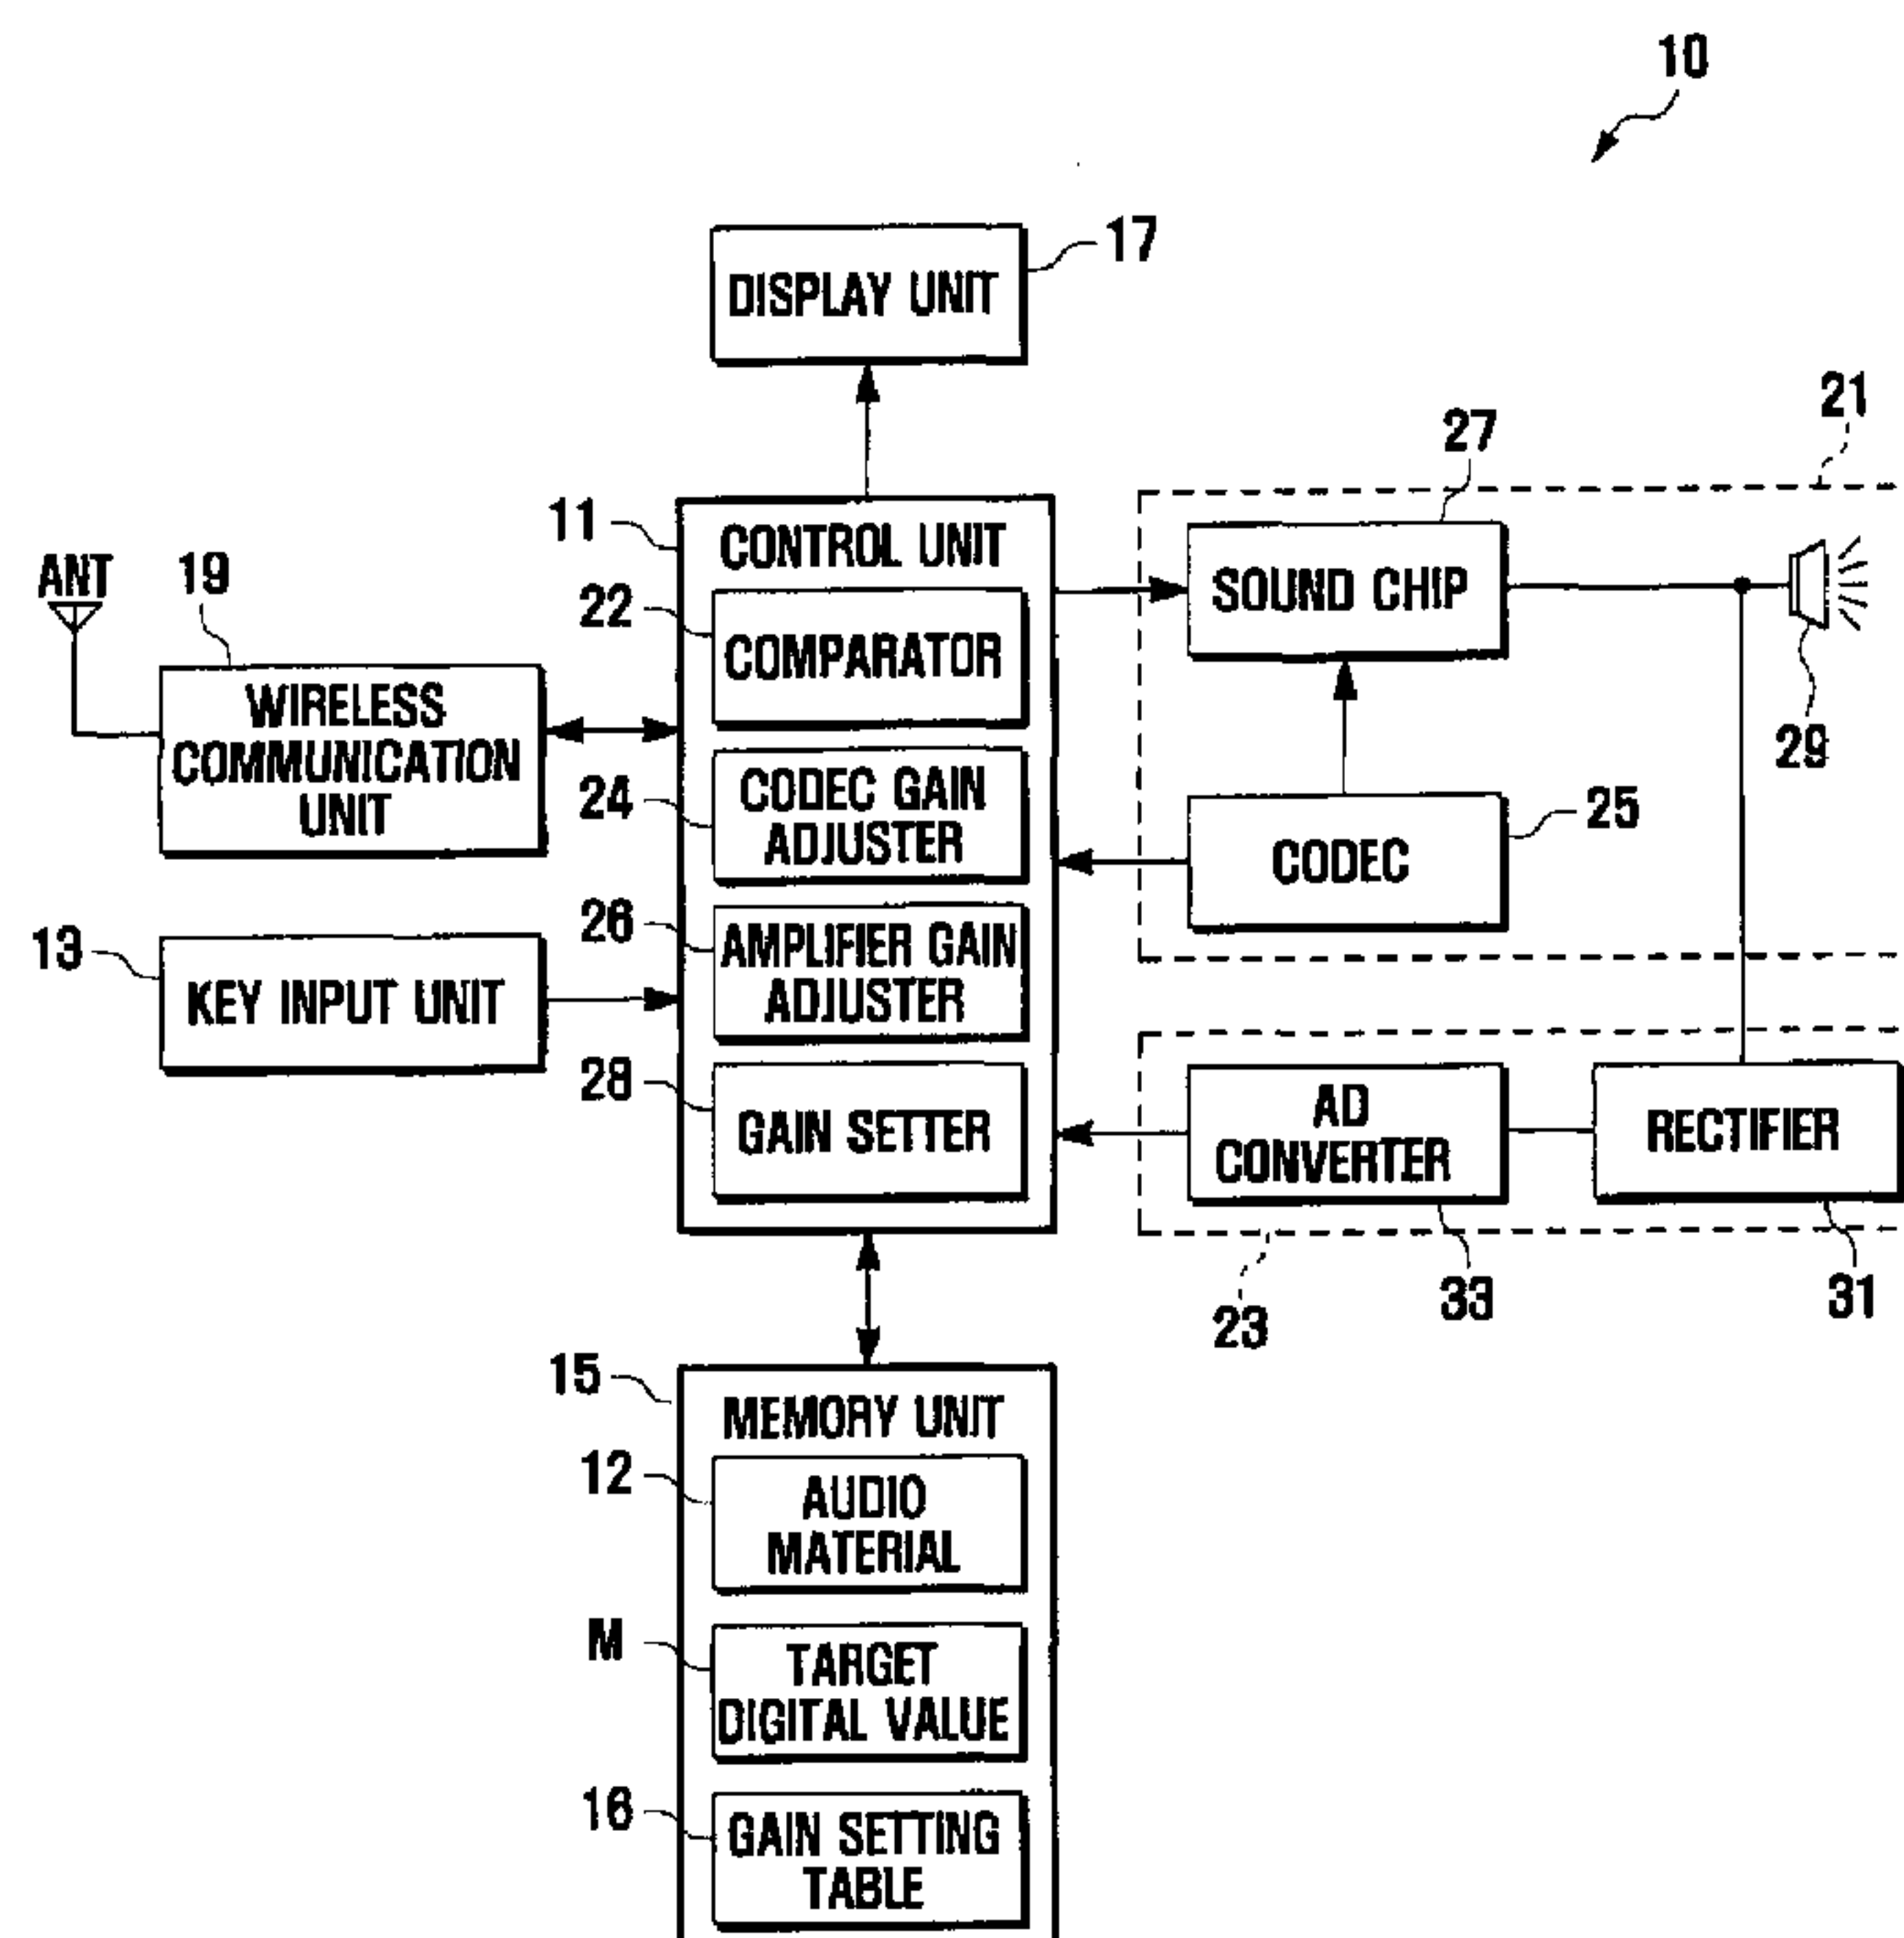 10
DISPLAY UNIT
17
21
27
11
CONTROL UNIT
SOUND CHIP
ANT
19
22
COMPARATOR
29
WIRELESS
COMMUNICATION
UNIT
24
CODEC GAIN
ADJUSTER
25
CODEC
13
KEY INPUT UNIT
26
AMPLIFIER GAIN
ADJUSTER
28
GAIN SETTER
AD
CONVERTER
RECTIFIER
23
33
31
15
MEMORY UNIT
12
AUDIO
MATERIAL
M
TARGET
DIGITAL VALUE
16
GAIN SETTING
TABLE